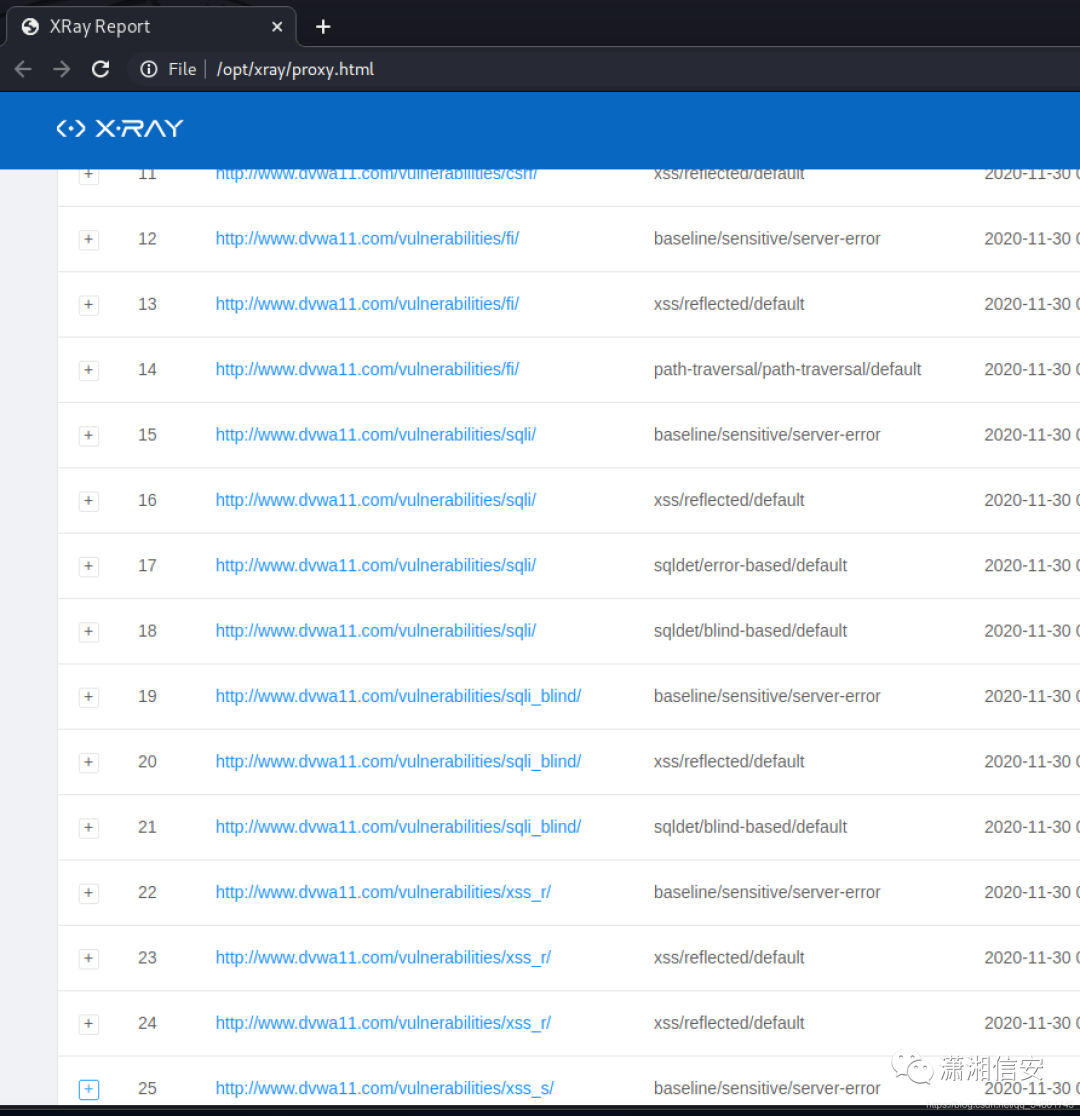 XRay Report
File /opt/xray/proxy.html
X-RAY
11 http://www.dvwa11.com/vulnerabilities/csrf/ xss/reflected/default 2020-11-30
12 http://www.dvwa11.com/vulnerabilities/fi/ baseline/sensitive/server-error 2020-11-30
13 http://www.dvwa11.com/vulnerabilities/fi/ xss/reflected/default 2020-11-30
14 http://www.dvwa11.com/vulnerabilities/fi/ path-traversal/path-traversal/default 2020-11-30
15 http://www.dvwa11.com/vulnerabilities/sqli/ baseline/sensitive/server-error 2020-11-30
16 http://www.dvwa11.com/vulnerabilities/sqli/ xss/reflected/default 2020-11-30
17 http://www.dvwa11.com/vulnerabilities/sqli/ sqldet/error-based/default 2020-11-30
18 http://www.dvwa11.com/vulnerabilities/sqli/ sqldet/blind-based/default 2020-11-30
19 http://www.dvwa11.com/vulnerabilities/sqli_blind/ baseline/sensitive/server-error 2020-11-30
20 http://www.dvwa11.com/vulnerabilities/sqli_blind/ xss/reflected/default 2020-11-30
21 http://www.dvwa11.com/vulnerabilities/sqli_blind/ sqldet/blind-based/default 2020-11-30
22 http://www.dvwa11.com/vulnerabilities/xss_r/ baseline/sensitive/server-error 2020-11-30
23 http://www.dvwa11.com/vulnerabilities/xss_r/ xss/reflected/default 2020-11-30
24 http://www.dvwa11.com/vulnerabilities/xss_r/ xss/reflected/default 2020-11-30
潇湘信安
25 http://www.dvwa11.com/vulnerabilities/xss_s/ baseline/sensitive/server-error 2020-11-30